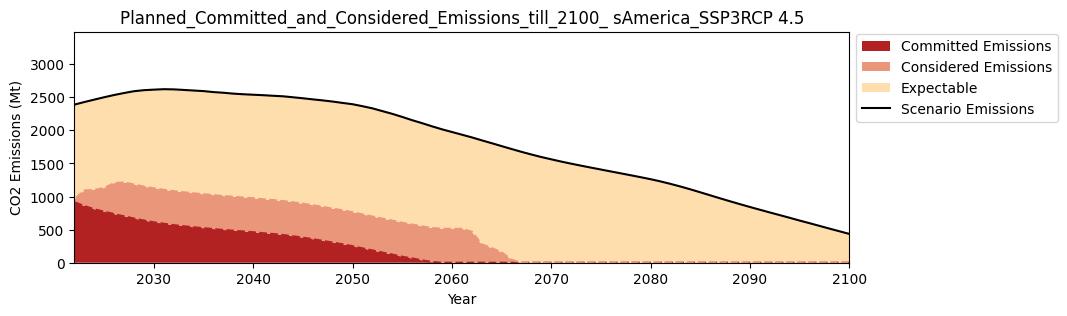 Planned_Committed_and_Considered_Emissions_till_2100_ sAmerica_SSP3RCP 4.5
CO2 Emissions (Mt)
3000
2500
2000
1500
1000
500
0
2030 2040 2050 2060 2070 2080 2090 2100
Year
Committed Emissions
Considered Emissions
Expectable
Scenario Emissions